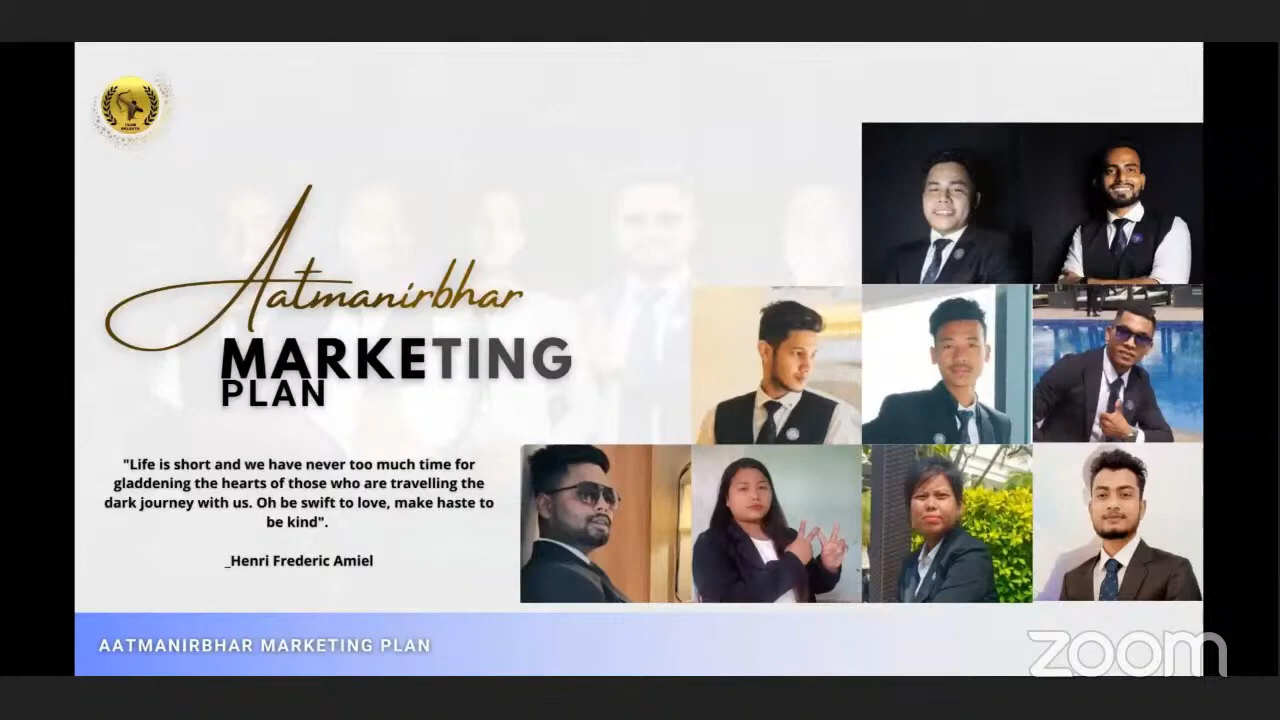 Aatmanirbhar
MARKETING
PLAN
"Life is short and we have never too much time for
gladdening the hearts of those who are travelling the
dark journey with us. Oh be swift to love, make haste to
be kind".
_Henri Frederic Amiel
AATMANIRBHAR MARKETING PLAN
zoom